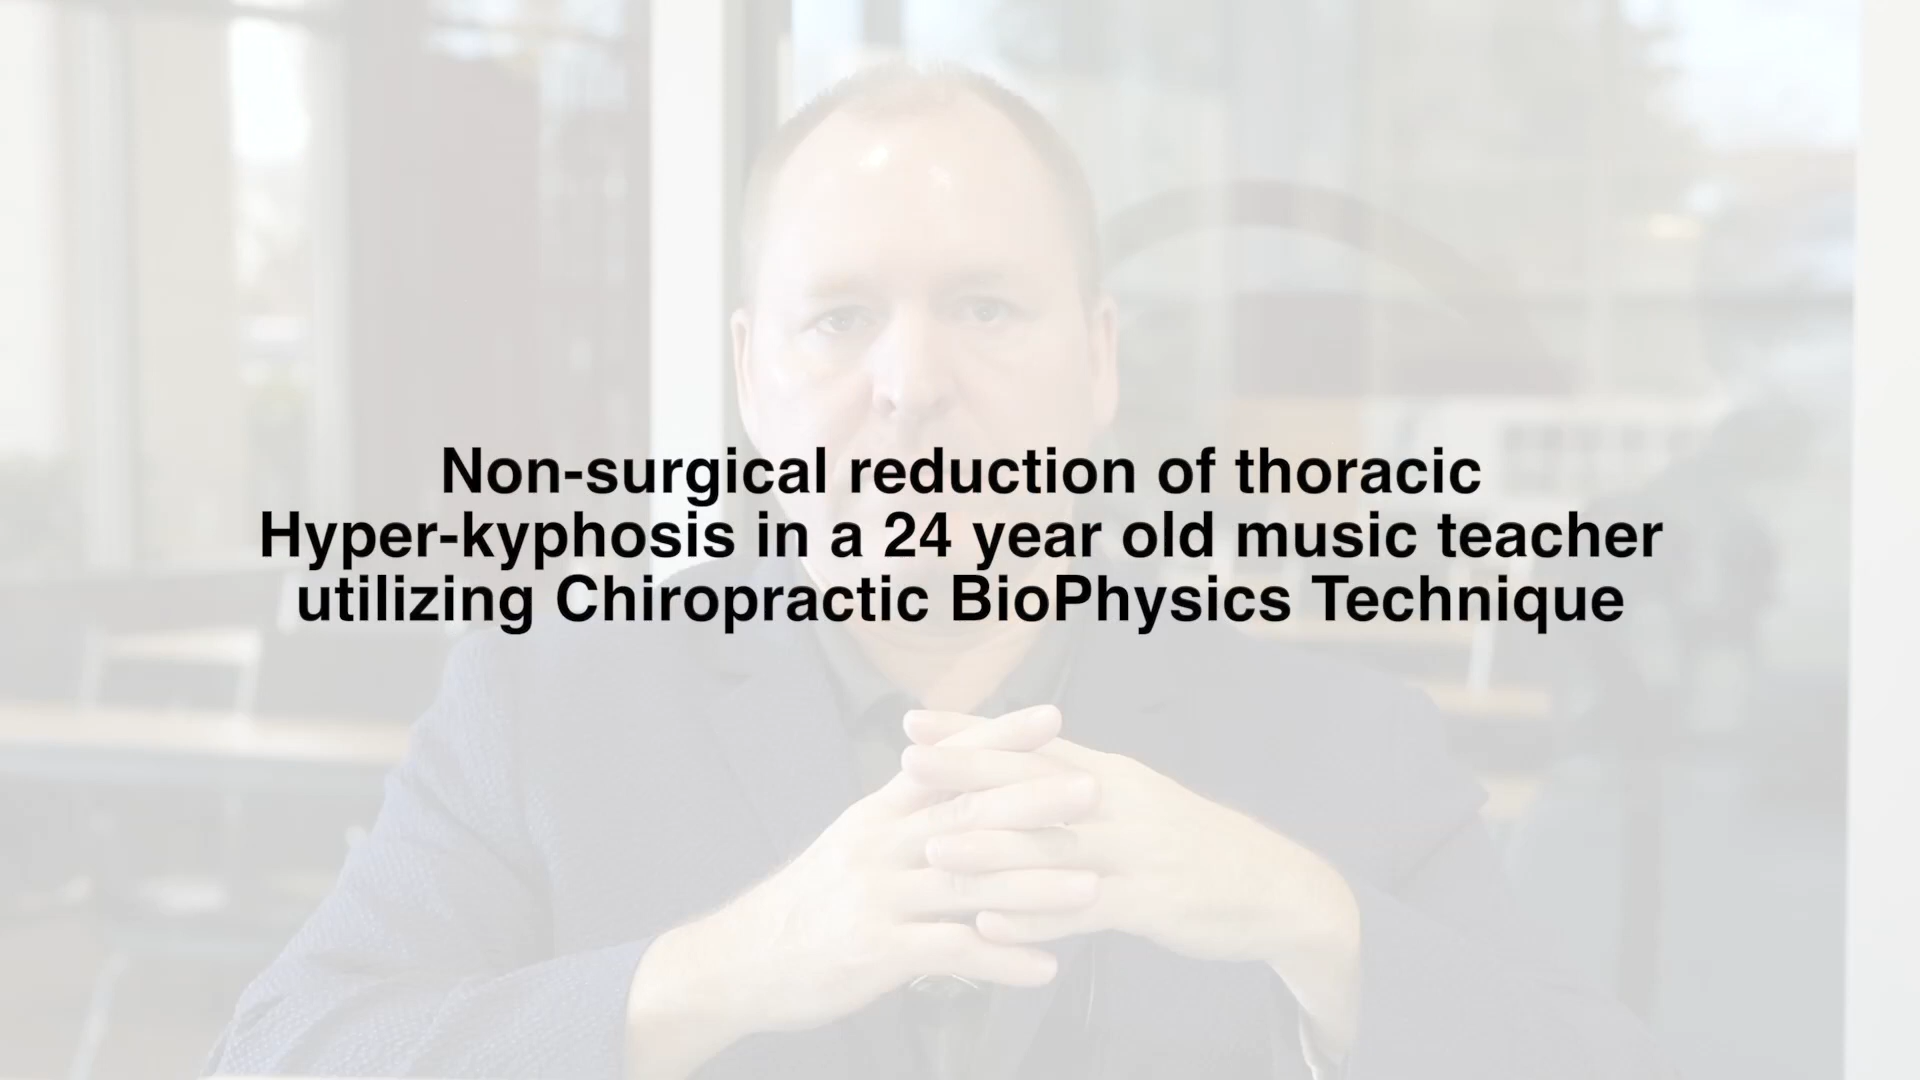 Non-surgical reduction of thoracic
Hyper-kyphosis in a 24 year old music teacher
utilizing Chiropractic BioPhysics Technique